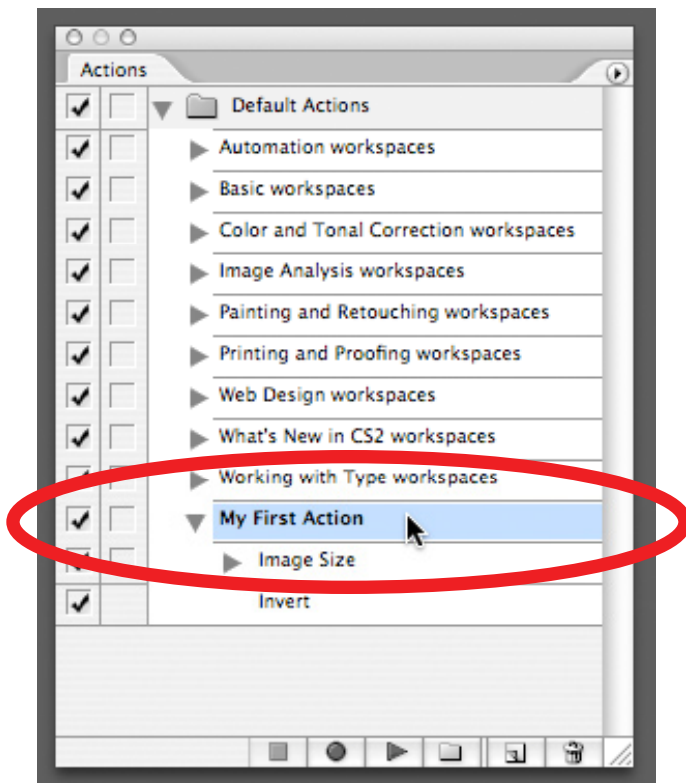 Actions
Default Actions
Automation workspaces
Basic workspaces
Color and Tonal Correction workspaces
Image Analysis workspaces
Painting and Retouching workspaces
Printing and Proofing workspaces
Web Design workspaces
What's New in CS2 workspaces
Working with Type workspaces
My First Action
Image Size
Invert